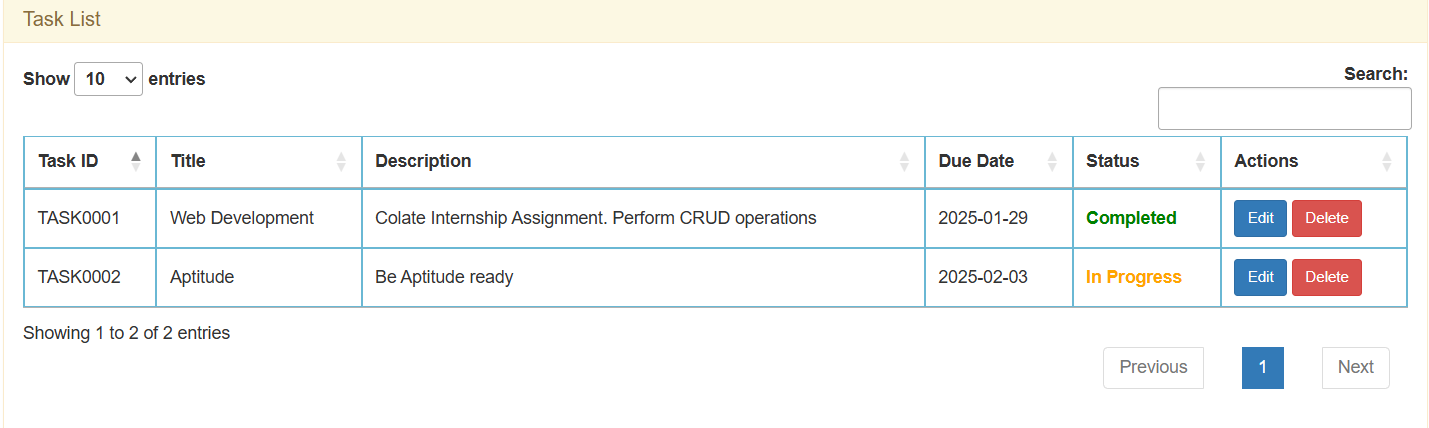 Task List
Show 10 entries
Search:
Task ID Title Description Due Date Status Actions
TASK0001 Web Development Colate Internship Assignment. Perform CRUD operations 2025-01-29 Completed Edit Delete
TASK0002 Aptitude Be Aptitude ready 2025-02-03 In Progress Edit Delete
Showing 1 to 2 of 2 entries
Previous 1 Next